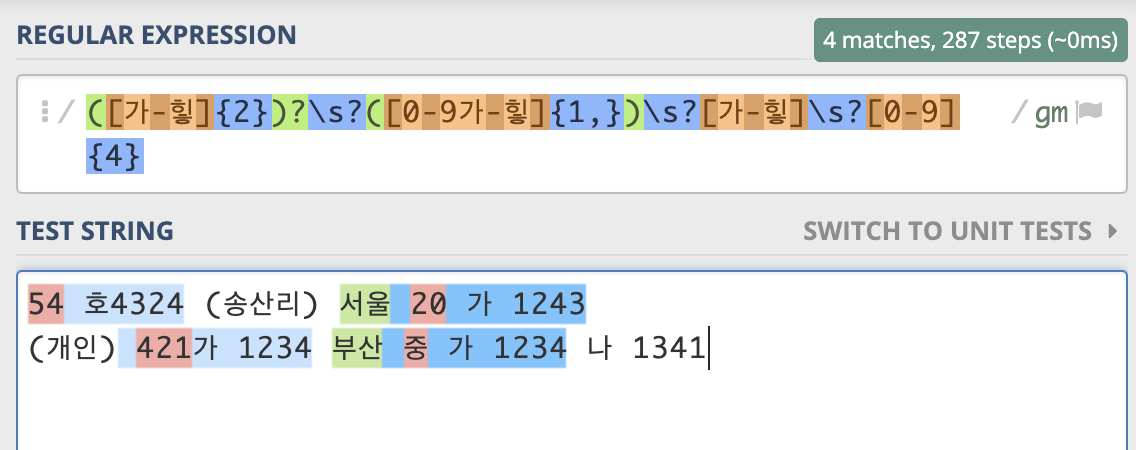 REGULAR EXPRESSION
4 matches, 287 steps (~0ms)
/ ([가-힣]{2})?\s?([0-9가-힣]{1,})\s?[가-힣]\s?[0-9] / gm
{4}
TEST STRING
SWITCH TO UNIT TESTS
54 호4324 (송산리) 서울 20 가 1243
(개인) 421가 1234 부산 중 가 1234 나 1341